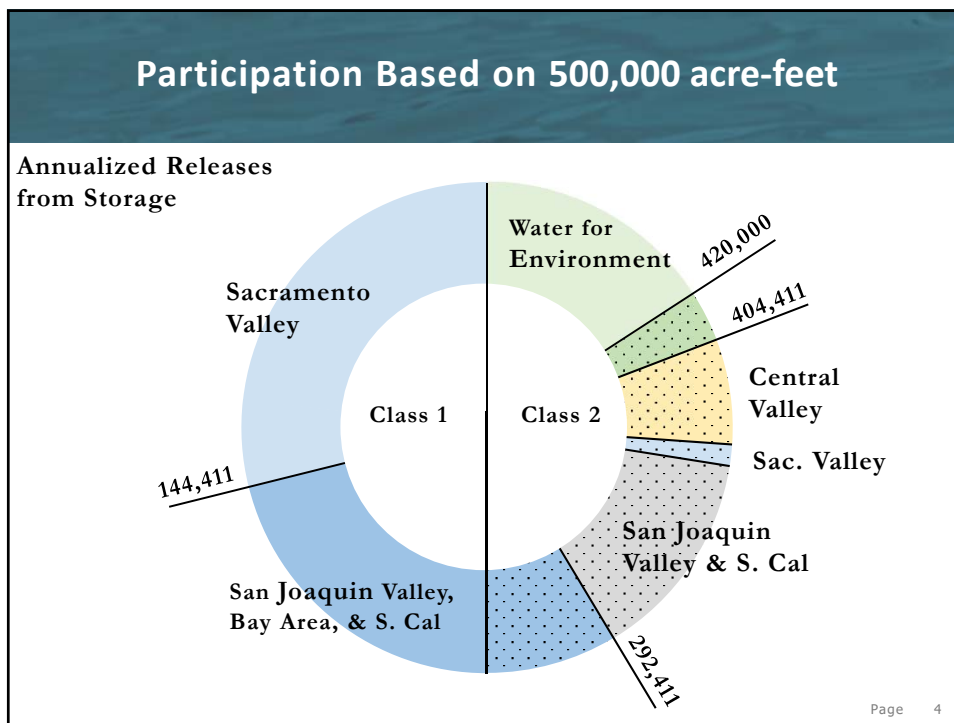 Participation Based on 500,000 acre-feet
Annualized Releases
from Storage
Water for
Environment
420,000
404,411
Sacramento
Valley
Central
Valley
Class 1
Class 2
Sac. Valley
144,411
San Joaquin
Valley & S. Cal
San Joaquin Valley,
Bay Area, & S. Cal
292,411
Page 4